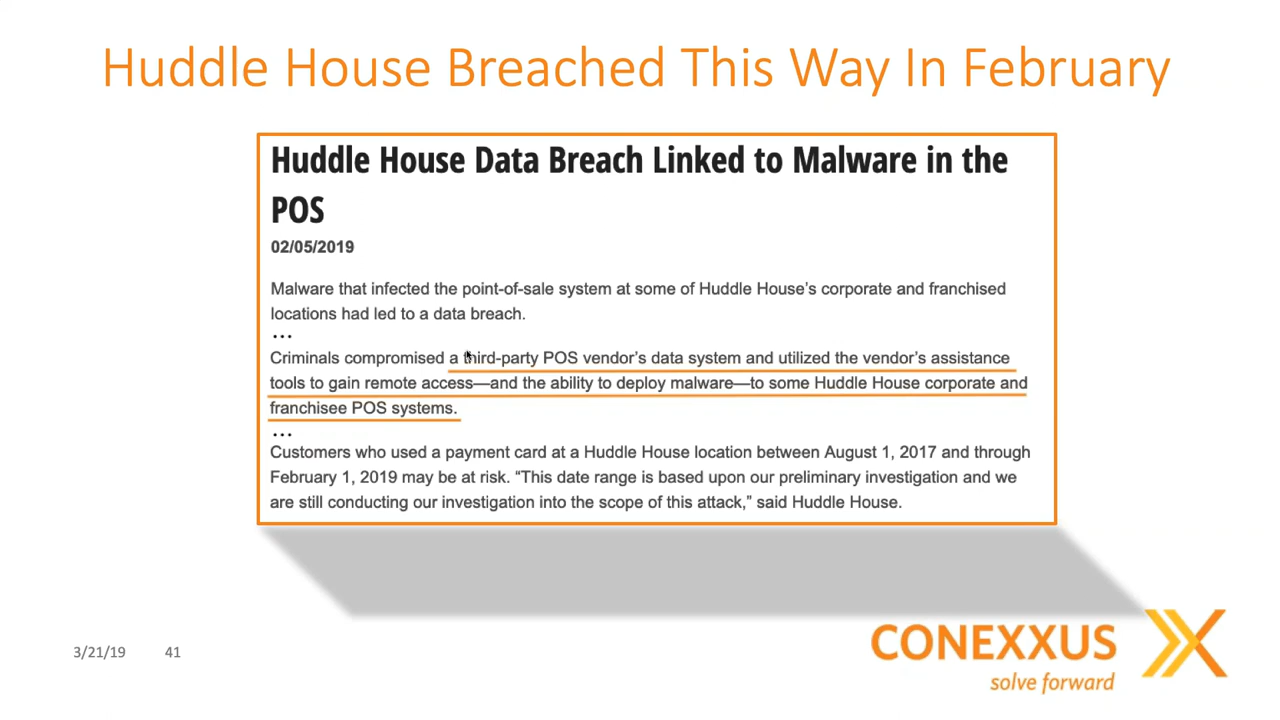 Huddle House Breached This Way In February
Huddle House Data Breach Linked to Malware in the
POS
02/05/2019
Malware that infected the point-of-sale system at some of Huddle House’s corporate and franchised
locations had led to a data breach.
...
Criminals compromised a third-party POS vendor’s data system and utilized the vendor’s assistance
tools to gain remote access—and the ability to deploy malware—to some Huddle House corporate and
franchisee POS systems.
...
Customers who used a payment card at a Huddle House location between August 1, 2017 and through
February 1, 2019 may be at risk. “This date range is based upon our preliminary investigation and we
are still conducting our investigation into the scope of this attack,” said Huddle House.
3/21/19 41
CONEXXUS
solve forward